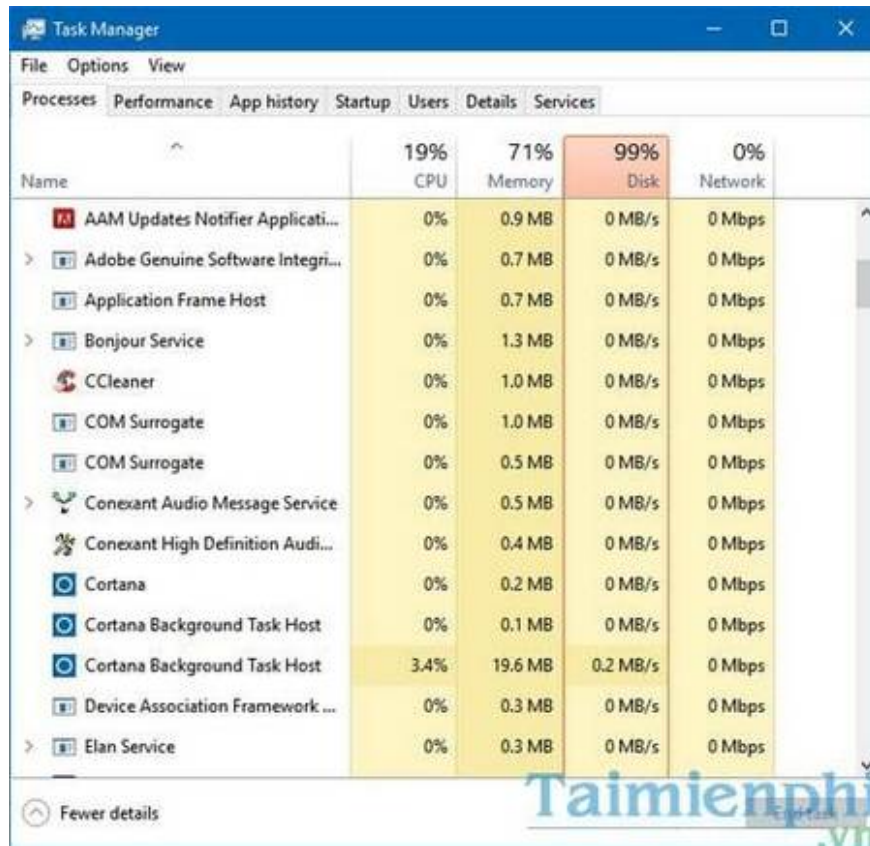 Task Manager
File Options View
Processes Performance App history Startup Users Details Services
19% 71% 99% 0%
Name CPU Memory Disk Network
AAM Updates Notifier Applicati... 0% 0.9 MB 0 MB/s 0 Mbps
Adobe Genuine Software Integri... 0% 0.7 MB 0 MB/s 0 Mbps
Application Frame Host 0% 0.7 MB 0 MB/s 0 Mbps
Bonjour Service 0% 1.3 MB 0 MB/s 0 Mbps
CCleaner 0% 1.0 MB 0 MB/s 0 Mbps
COM Surrogate 0% 1.0 MB 0 MB/s 0 Mbps
COM Surrogate 0% 0.5 MB 0 MB/s 0 Mbps
Conexant Audio Message Service 0% 0.5 MB 0 MB/s 0 Mbps
Conexant High Definition Audi... 0% 0.4 MB 0 MB/s 0 Mbps
Cortana 0% 0.2 MB 0 MB/s 0 Mbps
Cortana Background Task Host 0% 0.1 MB 0 MB/s 0 Mbps
Cortana Background Task Host 3.4% 19.6 MB 0.2 MB/s 0 Mbps
Device Association Framework ... 0% 0.3 MB 0 MB/s 0 Mbps
Elan Service 0% 0.3 MB 0 MB/s 0 Mbps
Fewer details End task
Taimienphi
.vn